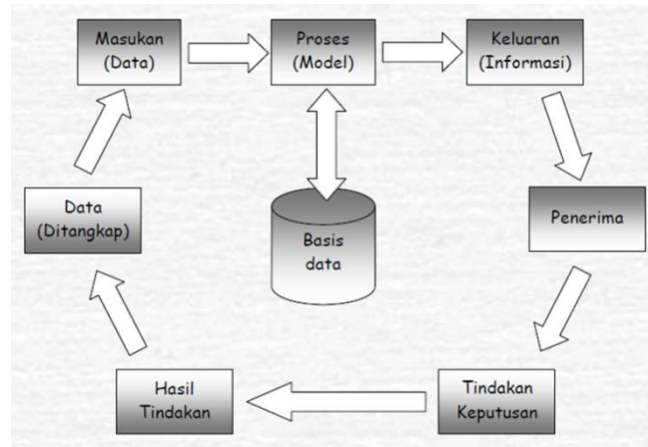 Masukan
(Data)
Proses
(Model)
Keluaran
(Informasi)
Data
(Ditangkap)
Basis
data
Penerima
Hasil
Tindakan
Tindakan
Keputusan